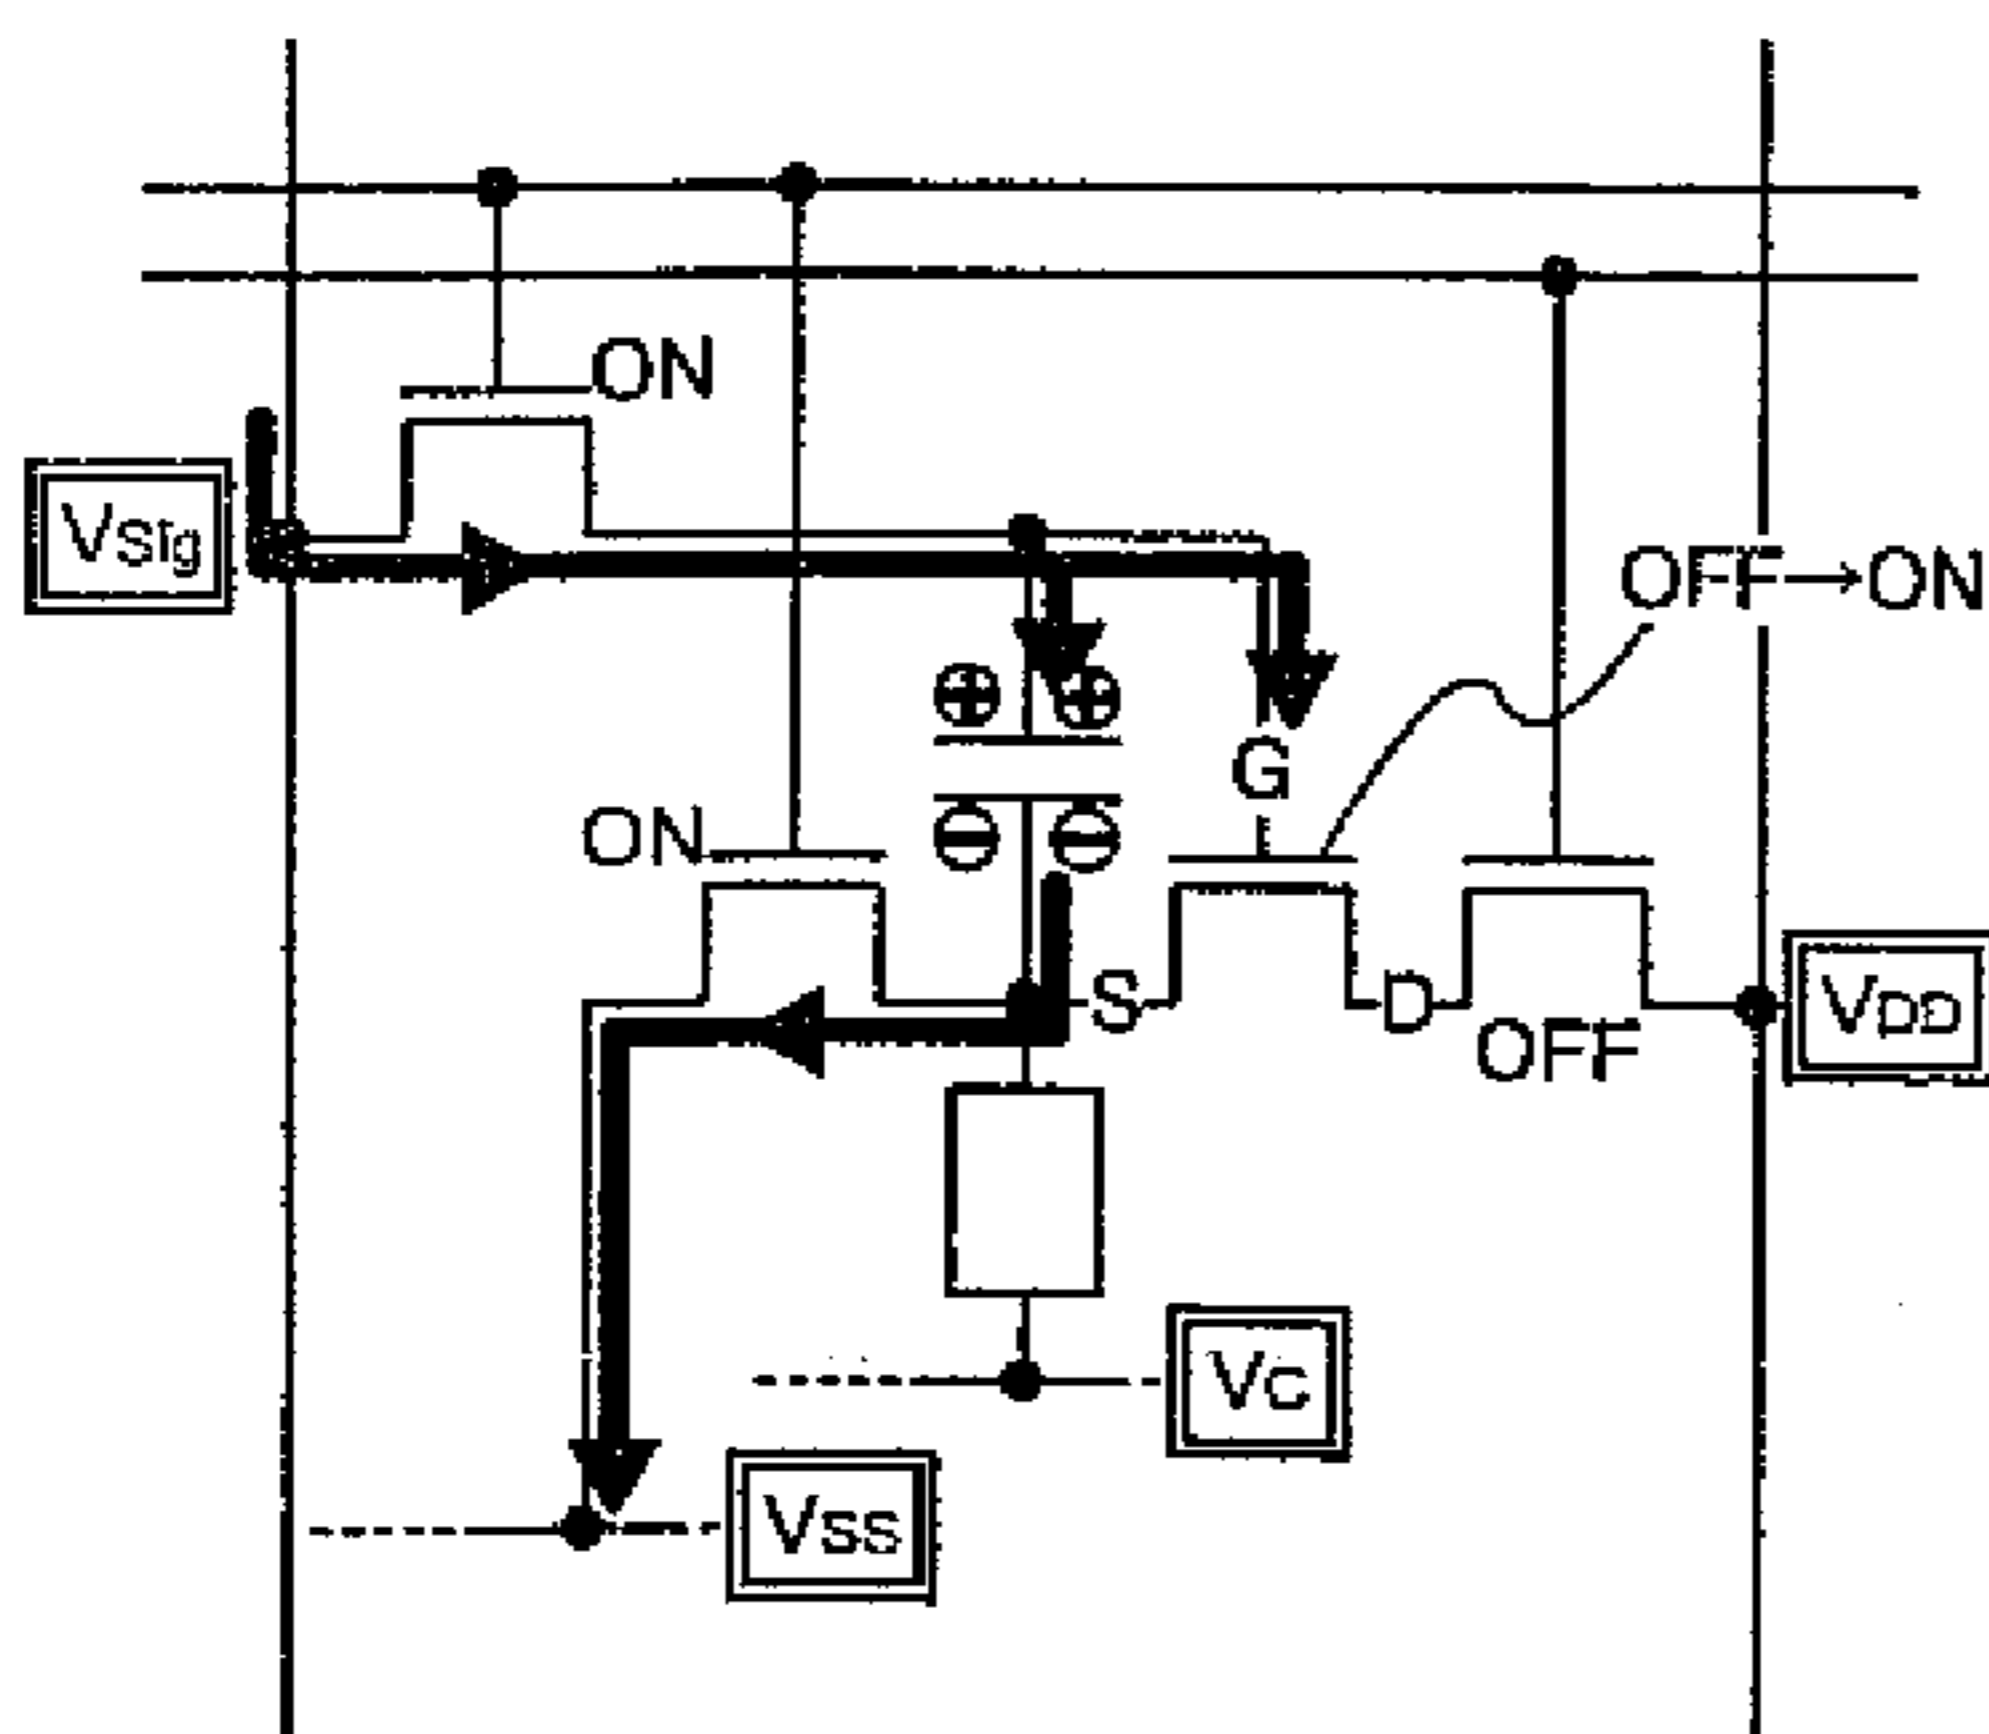 ON
VSig
OFF→ON
⊕ ⊕
G
ON
⊖ ⊖
S
D
VDD
OFF
VC
VSS